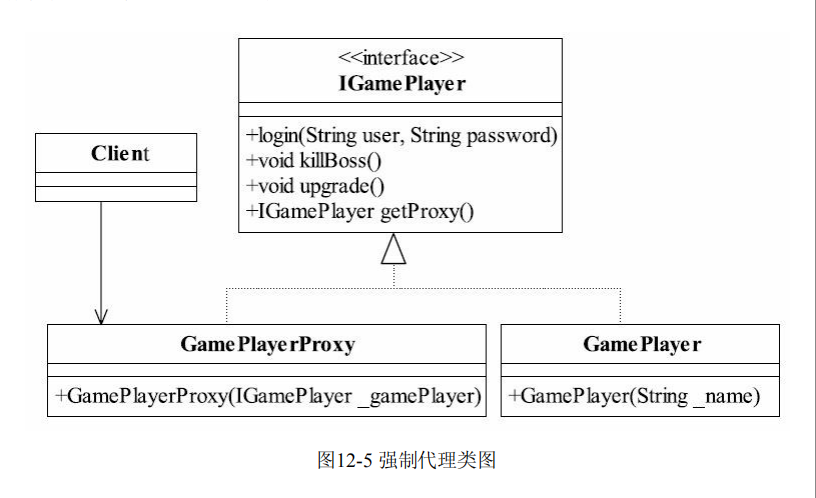 <<interface>>
IGamePlayer
+login(String user, String password)
+void killBoss()
+void upgrade()
+IGamePlayer getProxy()
Client
GamePlayerProxy
+GamePlayerProxy(IGamePlayer _gamePlayer)
GamePlayer
+GamePlayer(String _name)
图12-5 强制代理类图